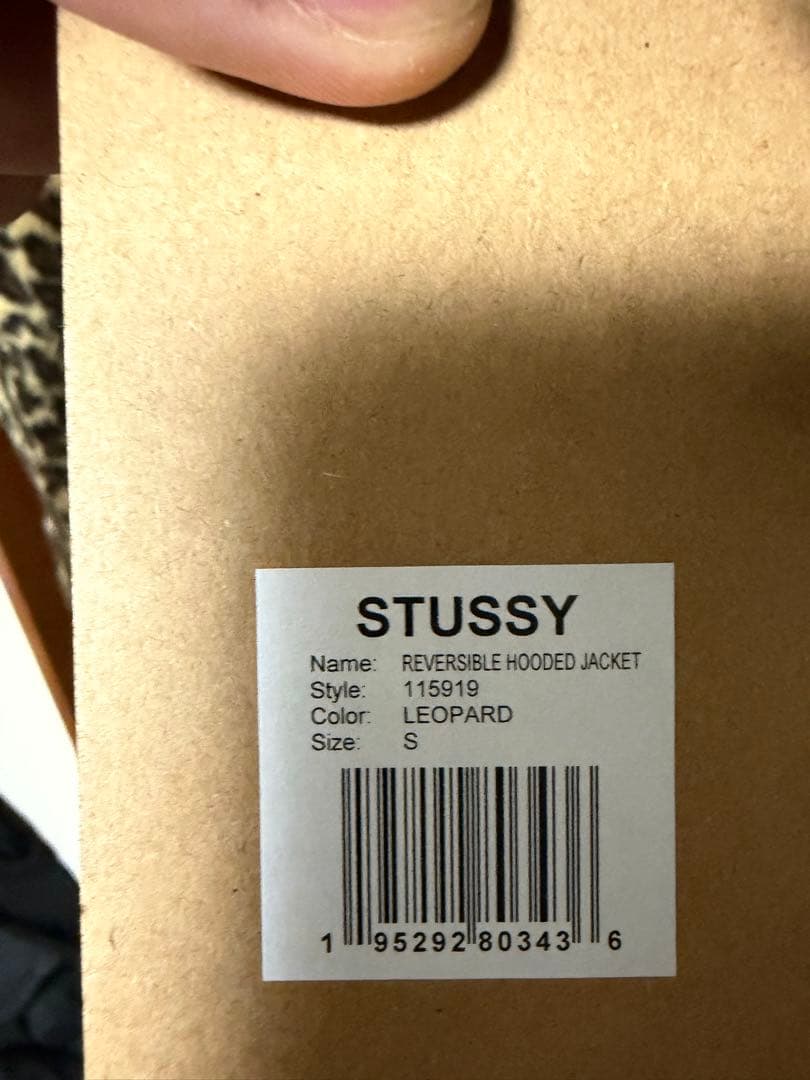 STUSSY
Name: REVERSIBLE HOODED JACKET
Style: 115919
Color: LEOPARD
Size: S
1 95292 80343 6